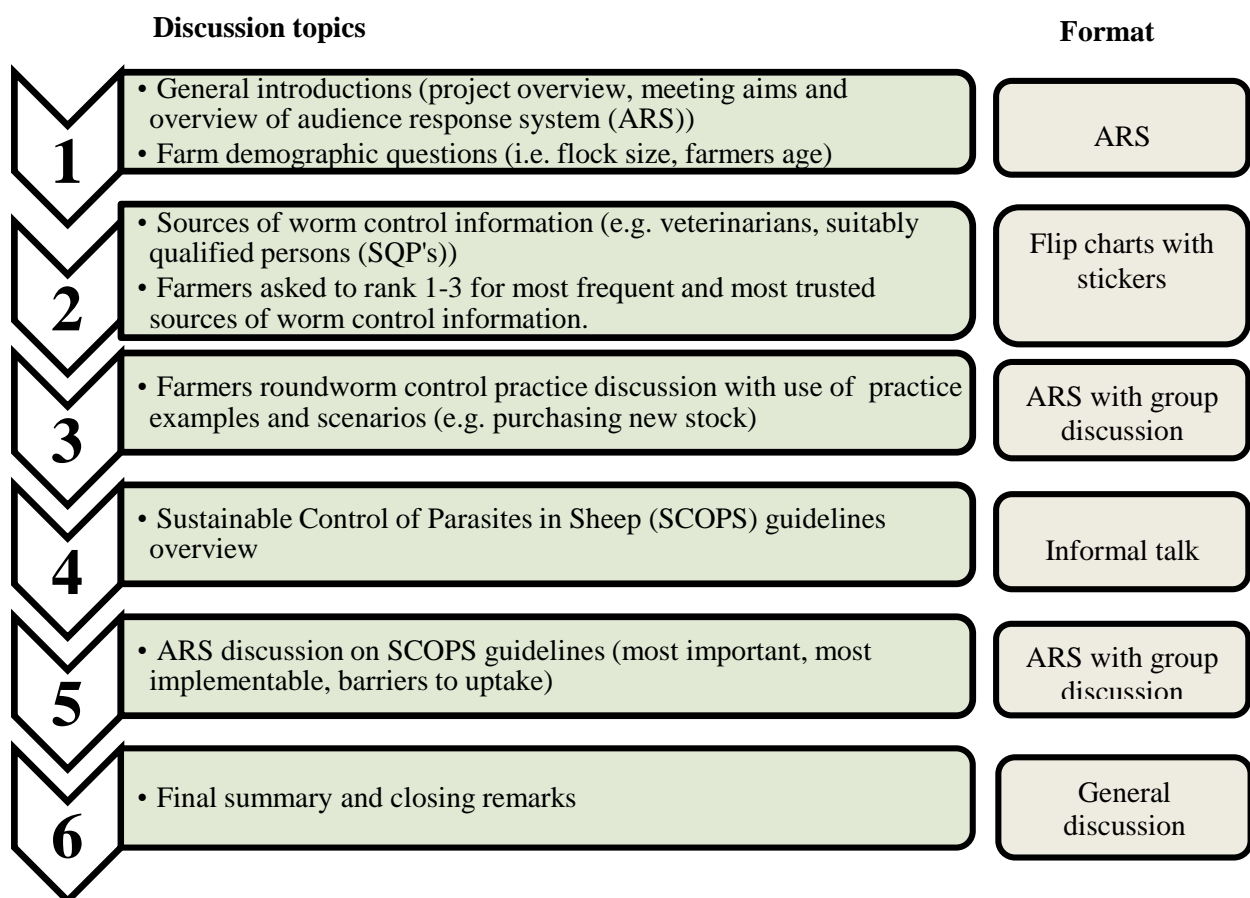 Discussion topics
Format
1
• General introductions (project overview, meeting aims and
overview of audience response system (ARS))
• Farm demographic questions (i.e. flock size, farmers age)
ARS
2
• Sources of worm control information (e.g. veterinarians, suitably
qualified persons (SQP's))
• Farmers asked to rank 1-3 for most frequent and most trusted
sources of worm control information.
Flip charts with
stickers
3
• Farmers roundworm control practice discussion with use of practice
examples and scenarios (e.g. purchasing new stock)
ARS with group
discussion
4
• Sustainable Control of Parasites in Sheep (SCOPS) guidelines
overview
Informal talk
5
• ARS discussion on SCOPS guidelines (most important, most
implementable, barriers to uptake)
ARS with group
discussion
6
• Final summary and closing remarks
General
discussion